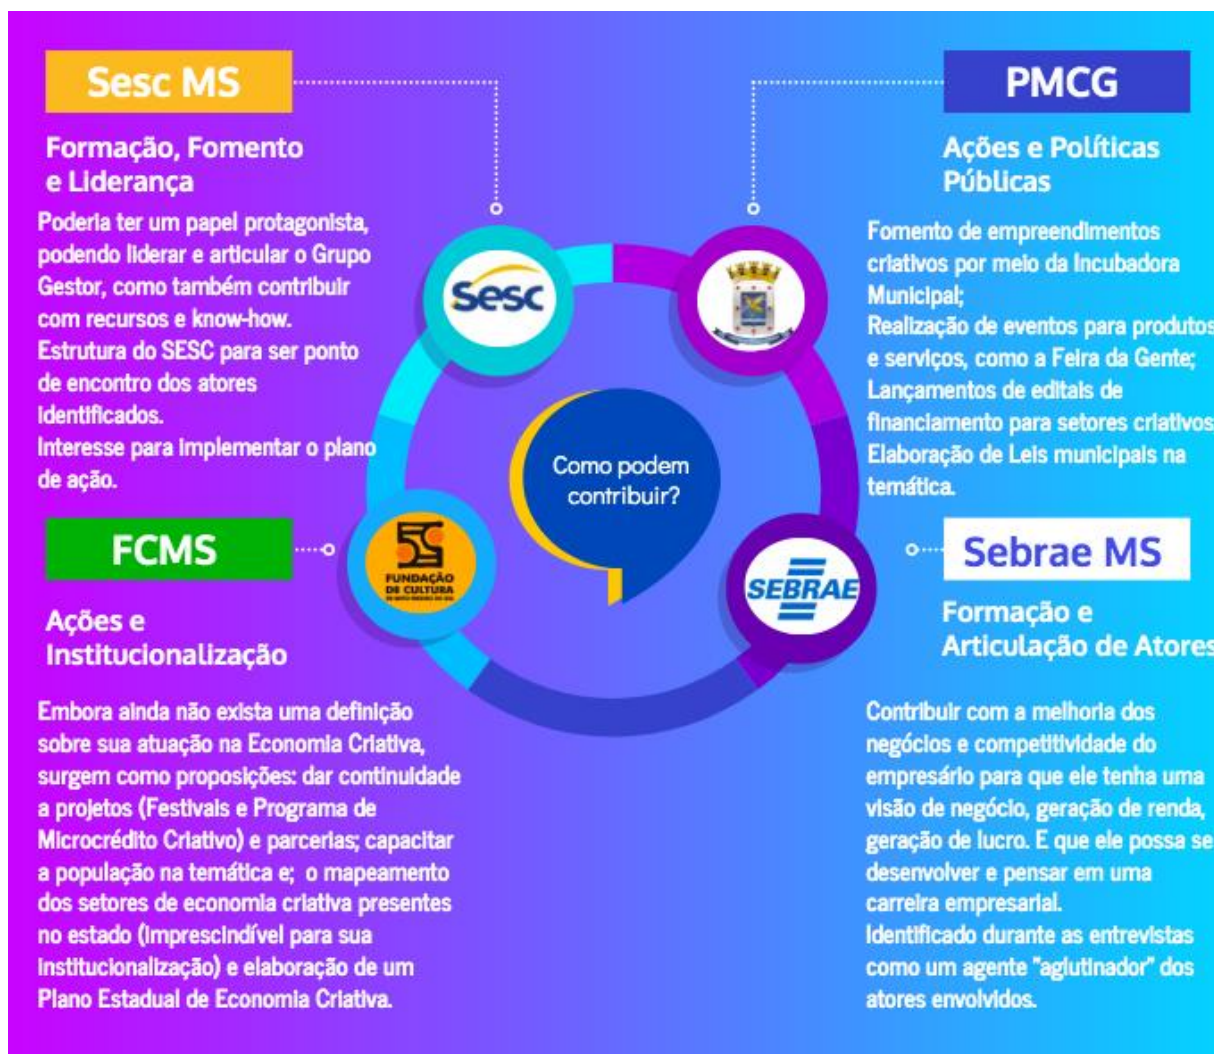 Sesc MS
Formação, Fomento
e Liderança
Poderia ter um papel protagonista,
podendo liderar e articular o Grupo
Gestor, como também contribuir
com recursos e know-how.
Estrutura do SESC para ser ponto
de encontro dos atores
identificados.
Interesse para implementar o plano
de ação.
PMCG
Ações e Políticas
Públicas
Fomento de empreendimentos
criativos por meio da Incubadora
Municipal;
Realização de eventos para produtos
e serviços, como a Feira da Gente;
Lançamentos de editais de
financiamento para setores criativos
Elaboração de Leis municipais na
temática.
Sesc
Como podem
contribuir?
FCMS
Ações e
Institucionalização
Embora ainda não exista uma definição
sobre sua atuação na Economia Criativa,
surgem como proposições: dar continuidade
a projetos (Festivais e Programa de
Microcrédito Criativo) e parcerias; capacitar
a população na temática e; o mapeamento
dos setores de economia criativa presentes
no estado (imprescindível para sua
institucionalização) e elaboração de um
Plano Estadual de Economia Criativa.
FUNDAÇÃO
DE CULTURA
SEBRAE
Sebrae MS
Formação e
Articulação de Atores
Contribuir com a melhoria dos
negócios e competitividade do
empresário para que ele tenha uma
visão de negócio, geração de renda,
geração de lucro. E que ele possa se
desenvolver e pensar em uma
carreira empresarial.
Identificado durante as entrevistas
como um agente "aglutinador" dos
atores envolvidos.